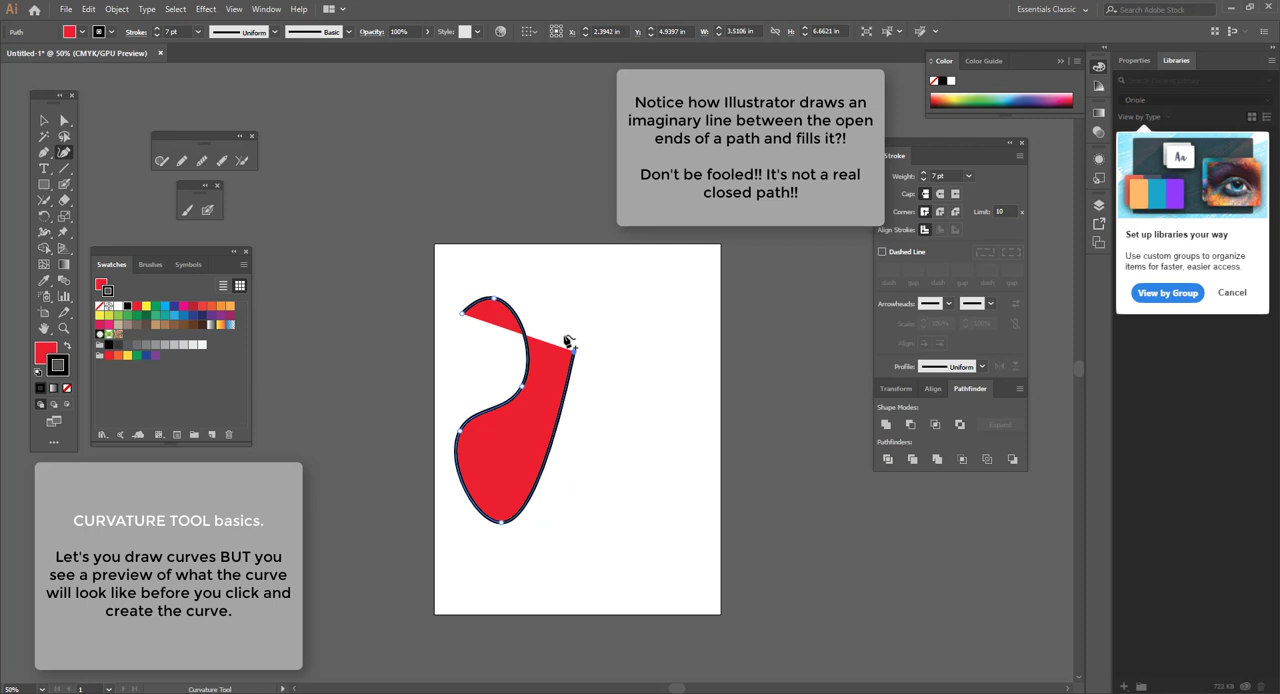 Ai File Edit Object Type Select Effect View Window Help Essentials Classic Search Adobe Stock
Path Stroke: 7 pt Uniform Basic Opacity: 100% Style: X: 2.3942 in Y: 4.9397 in W: 3.5106 in H: 6.6621 in
Untitled-1* @ 50% (CMYK/GPU Preview)
Color Color Guide
Properties Libraries
View by Type
Notice how Illustrator draws an
imaginary line between the open
ends of a path and fills it?!
Don't be fooled!! It's not a real
closed path!!
Stroke
Weight: 7 pt
Cap:
Corner: Limit: 10 x
Align Stroke:
Dashed Line
dash gap dash gap dash gap
Arrowheads:
Scale: 100% 100%
Align:
Profile: Uniform
Transform Align Pathfinder
Shape Modes:
Expand
Pathfinders:
Aa
Set up libraries your way
Use custom groups to organize
items for faster, easier access.
View by Group Cancel
Swatches Brushes Symbols
CURVATURE TOOL basics.
Let's you draw curves BUT you
see a preview of what the curve
will look like before you click and
create the curve.
50% 1 Curvature Tool
722 KB